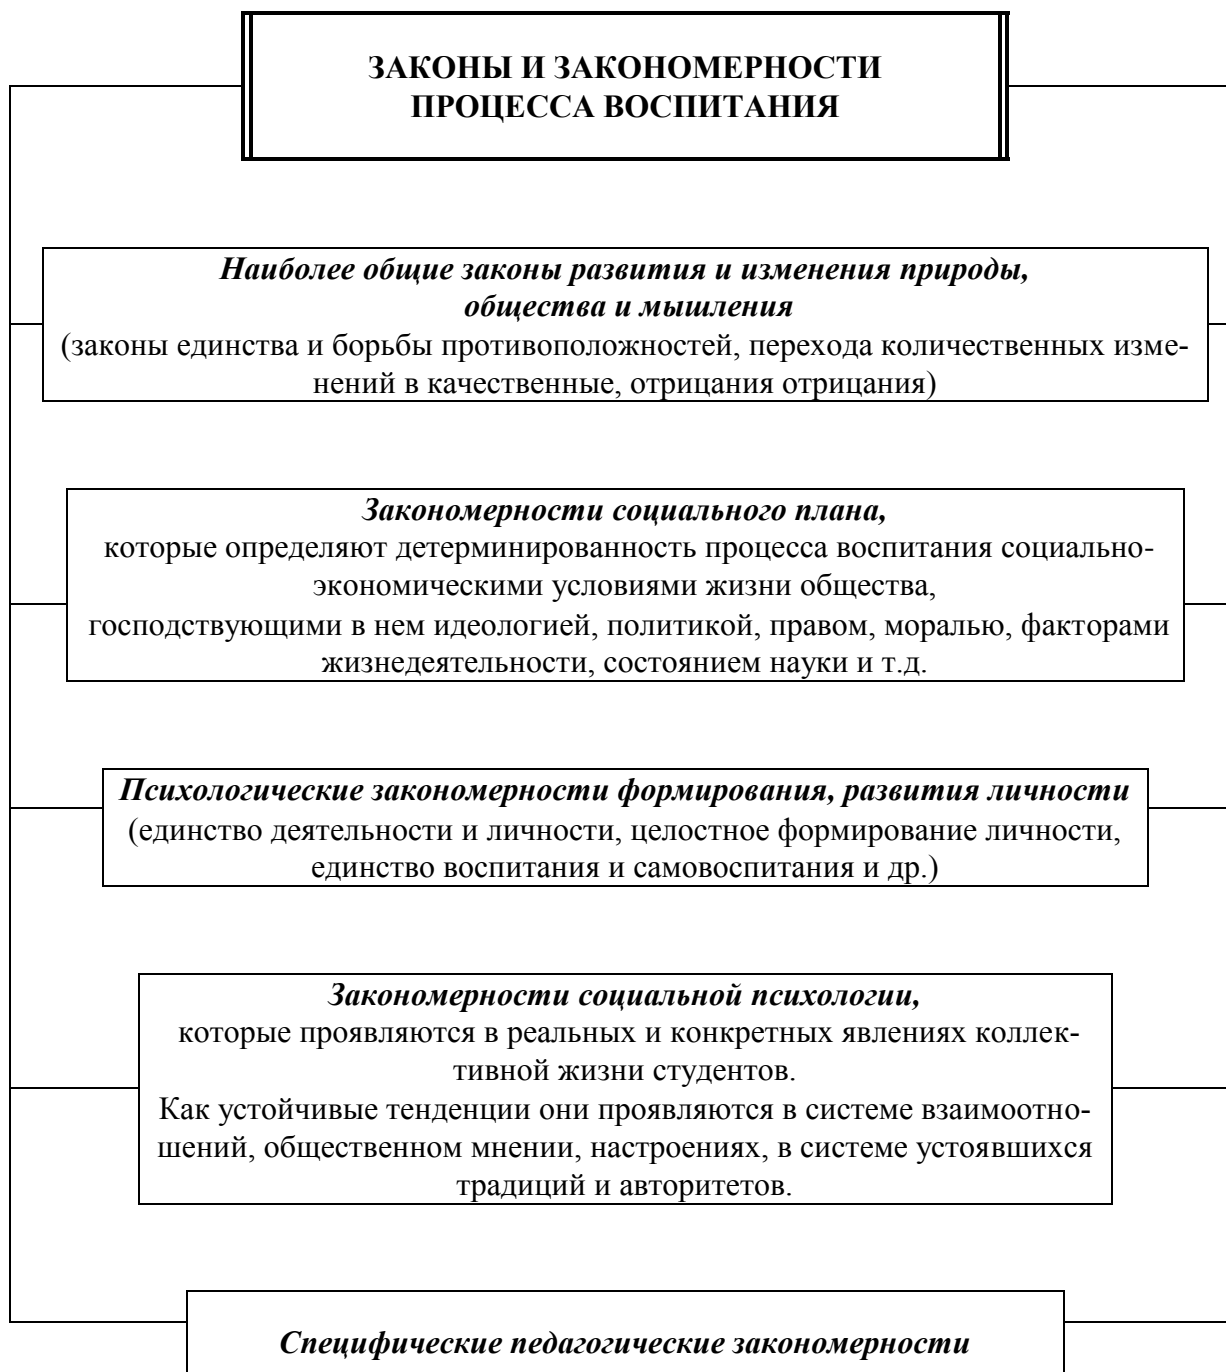 ЗАКОНЫ И ЗАКОНОМЕРНОСТИ
ПРОЦЕССА ВОСПИТАНИЯ
Наиболее общие законы развития и изменения природы,
общества и мышления
(законы единства и борьбы противоположностей, перехода количественных изме-
нений в качественные, отрицания отрицания)
Закономерности социального плана,
которые определяют детерминированность процесса воспитания социально-
экономическими условиями жизни общества,
господствующими в нем идеологией, политикой, правом, моралью, факторами
жизнедеятельности, состоянием науки и т.д.
Психологические закономерности формирования, развития личности
(единство деятельности и личности, целостное формирование личности,
единство воспитания и самовоспитания и др.)
Закономерности социальной психологии,
которые проявляются в реальных и конкретных явлениях коллек-
тивной жизни студентов.
Как устойчивые тенденции они проявляются в системе взаимоотно-
шений, общественном мнении, настроениях, в системе устоявшихся
традиций и авторитетов.
Специфические педагогические закономерности